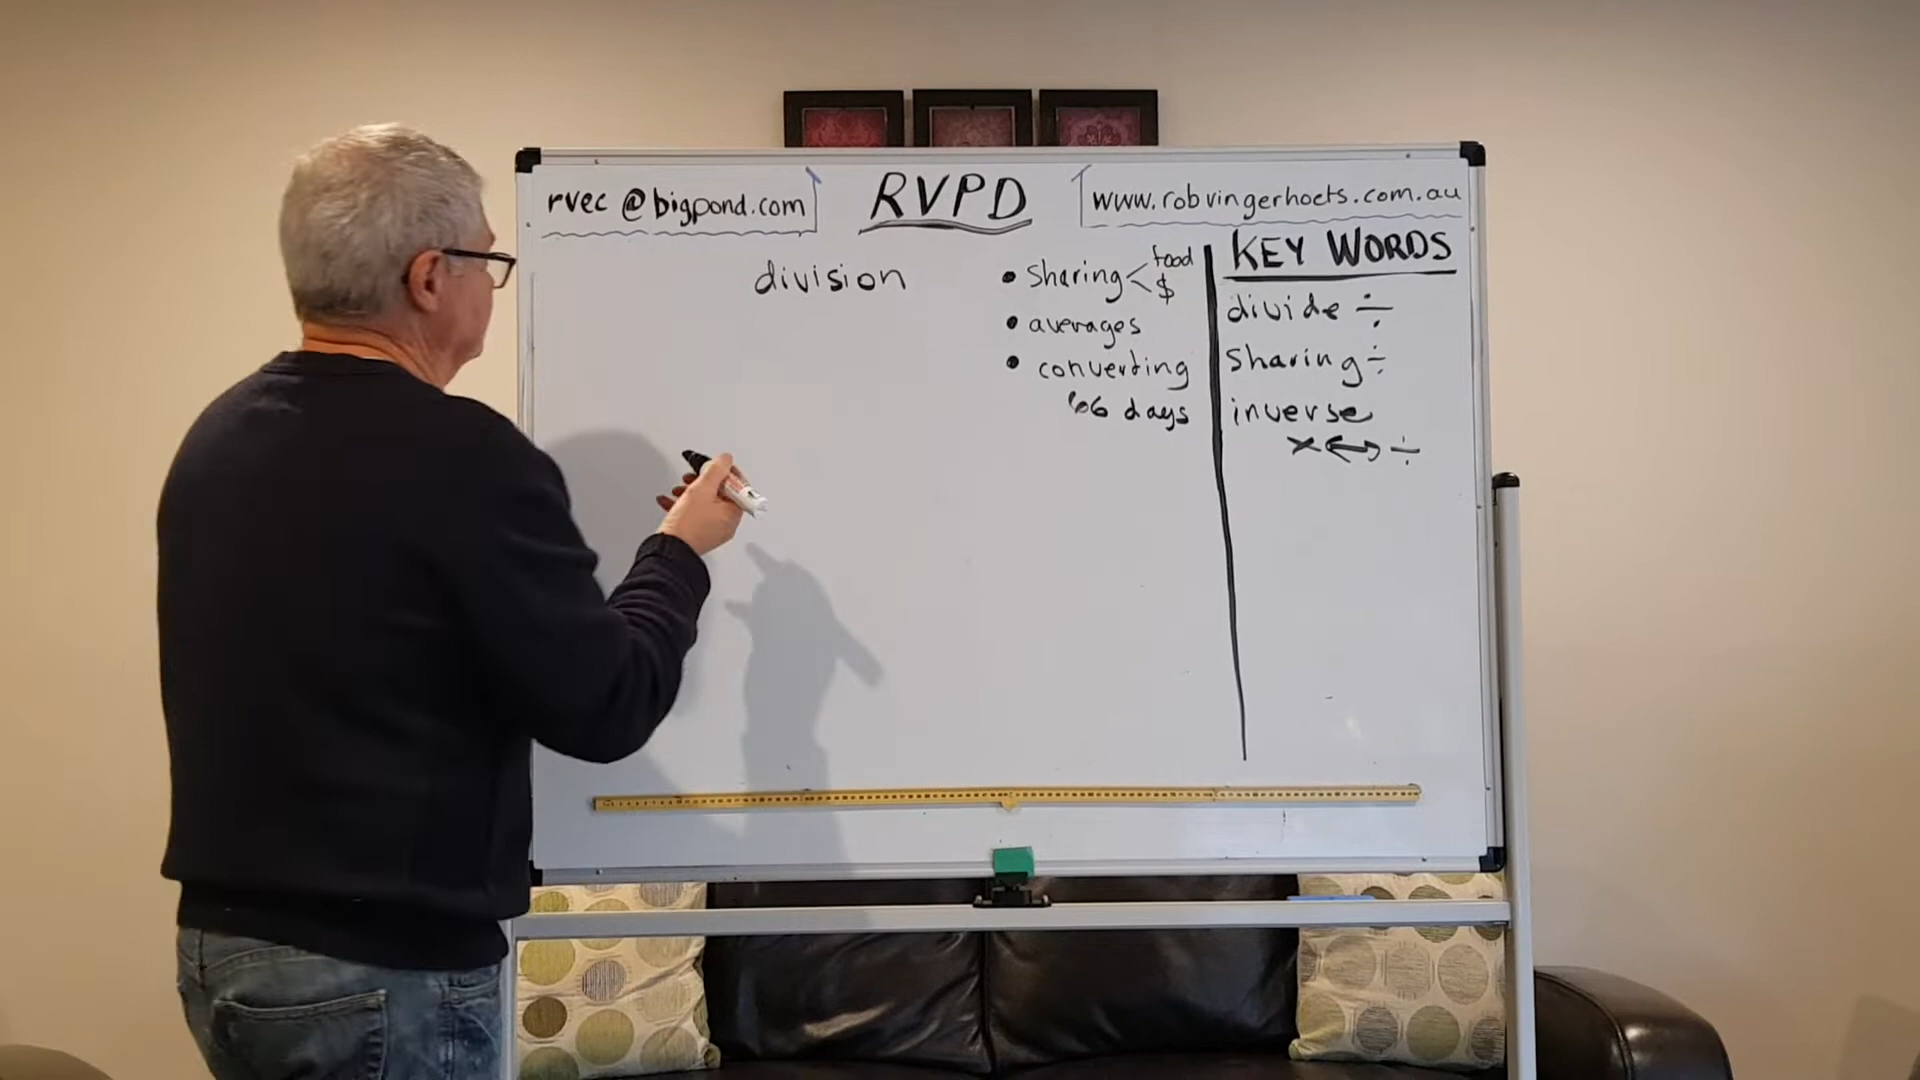 rvec @bigpond.com
RVPD
www.robvingerhoets.com.au
division
• Sharing < food
$
• averages
• converting
66 days
KEY WORDS
divide ÷
Sharing ÷
inverse
× ↔ ÷